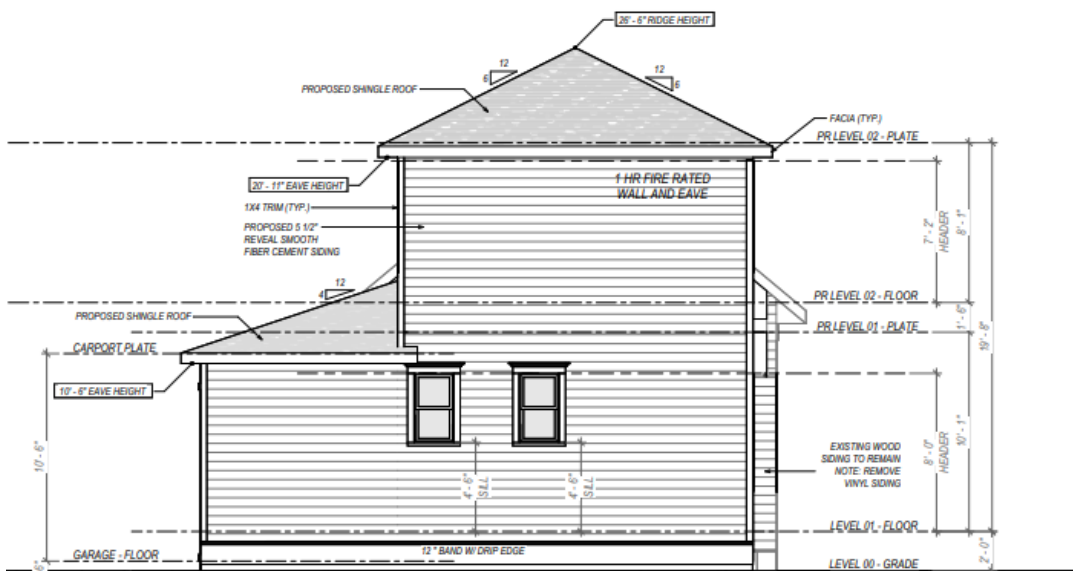 26' - 6" RIDGE HEIGHT
12
6
12
6
PROPOSED SHINGLE ROOF
FACIA (TYP.)
PR LEVEL 02 - PLATE
20' - 11" EAVE HEIGHT
1 HR FIRE RATED
WALL AND EAVE
1X4 TRIM (TYP.)
PROPOSED 5 1/2"
REVEAL SMOOTH
FIBER CEMENT SIDING
7' - 2"
HEADER
8' - 1"
12
4
PR LEVEL 02 - FLOOR
PROPOSED SHINGLE ROOF
1' - 6"
19' - 8"
PR LEVEL 01 - PLATE
CARPORT PLATE
10' - 6" EAVE HEIGHT
10' - 6"
4' - 6"
SILL
4' - 6"
SILL
EXISTING WOOD
SIDING TO REMAIN
NOTE: REMOVE
VINYL SIDING
8' - 0"
HEADER
10' - 1"
LEVEL 01 - FLOOR
GARAGE - FLOOR
12 " BAND W/ DRIP EDGE
6"
2' - 0"
LEVEL 00 - GRADE